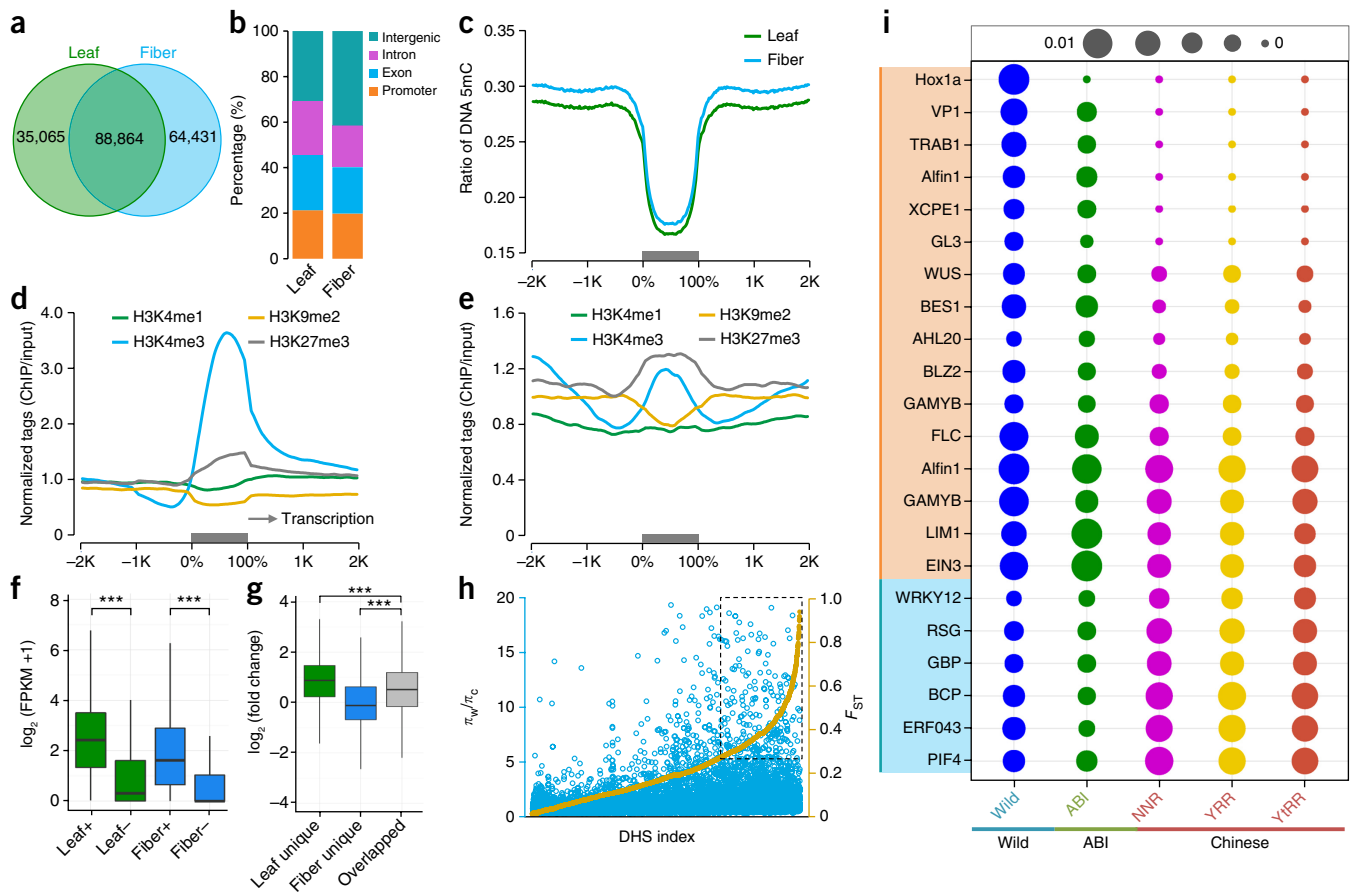 a
Leaf
Fiber
35,065
88,864
64,431
b
Percentage (%)
100
80
60
40
20
0
Leaf
Fiber
Intergenic
Intron
Exon
Promoter
c
Ratio of DNA 5mC
0.35
0.30
0.25
0.20
0.15
Leaf
Fiber
−2K
−1K
0%
100%
1K
2K
d
Normalized tags (ChIP/input)
4.0
3.0
2.0
1.0
0
H3K4me1
H3K9me2
H3K4me3
H3K27me3
Transcription
−2K
−1K
0%
100%
1K
2K
e
Normalized tags (ChIP/input)
1.6
1.2
0.8
0.4
0
H3K4me1
H3K9me2
H3K4me3
H3K27me3
−2K
−1K
0%
100%
1K
2K
f
log2 (FPKM +1)
8
6
4
2
0
***
***
Leaf+
Leaf−
Fiber+
Fiber−
g
log2 (fold change)
4
2
0
−2
−4
***
***
Leaf unique
Fiber unique
Overlapped
h
πw/πc
20
15
10
5
0
1.0
0.8
0.6
0.4
0.2
0
FST
DHS index
i
0.01
0
Hox1a
VP1
TRAB1
Alfin1
XCPE1
GL3
WUS
BES1
AHL20
BLZ2
GAMYB
FLC
Alfin1
GAMYB
LIM1
EIN3
WRKY12
RSG
GBP
BCP
ERF043
PIF4
Wild
ABI
NNR
YRR
YtRR
Wild
ABI
Chinese